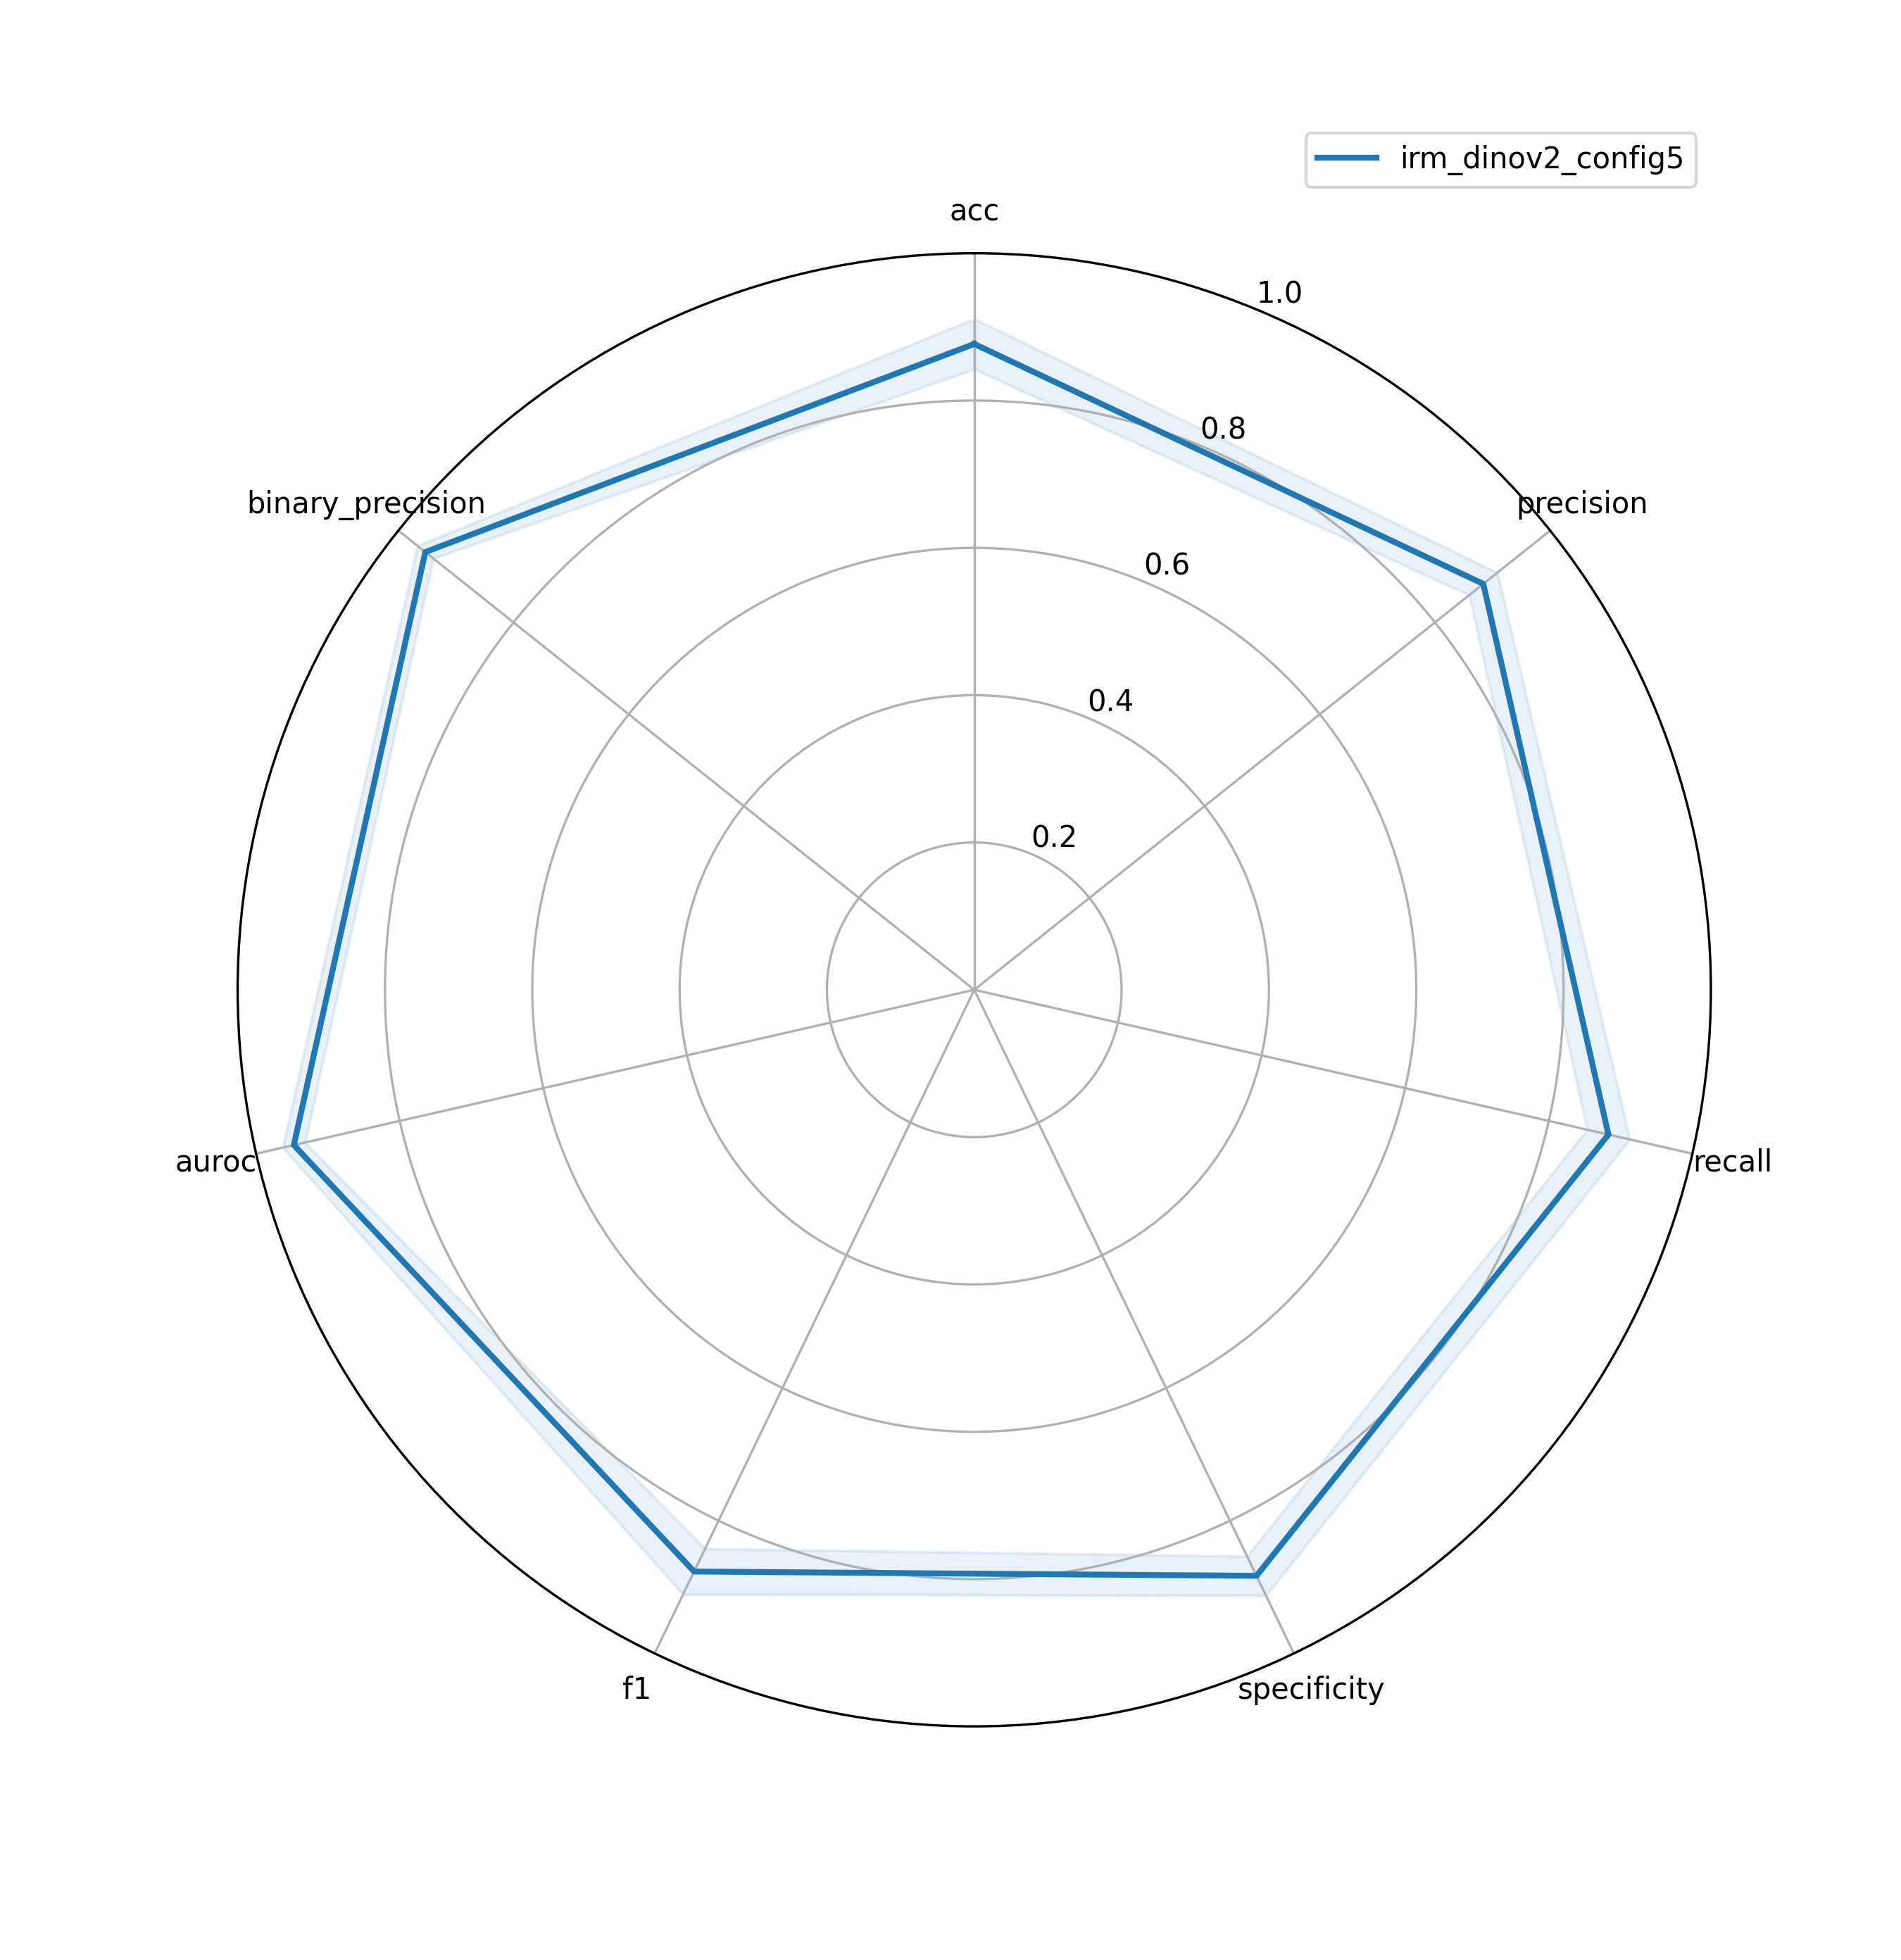 irm_dinov2_config5
acc
1.0
0.8
binary_precision
precision
0.6
0.4
0.2
auroc
recall
f1
specificity